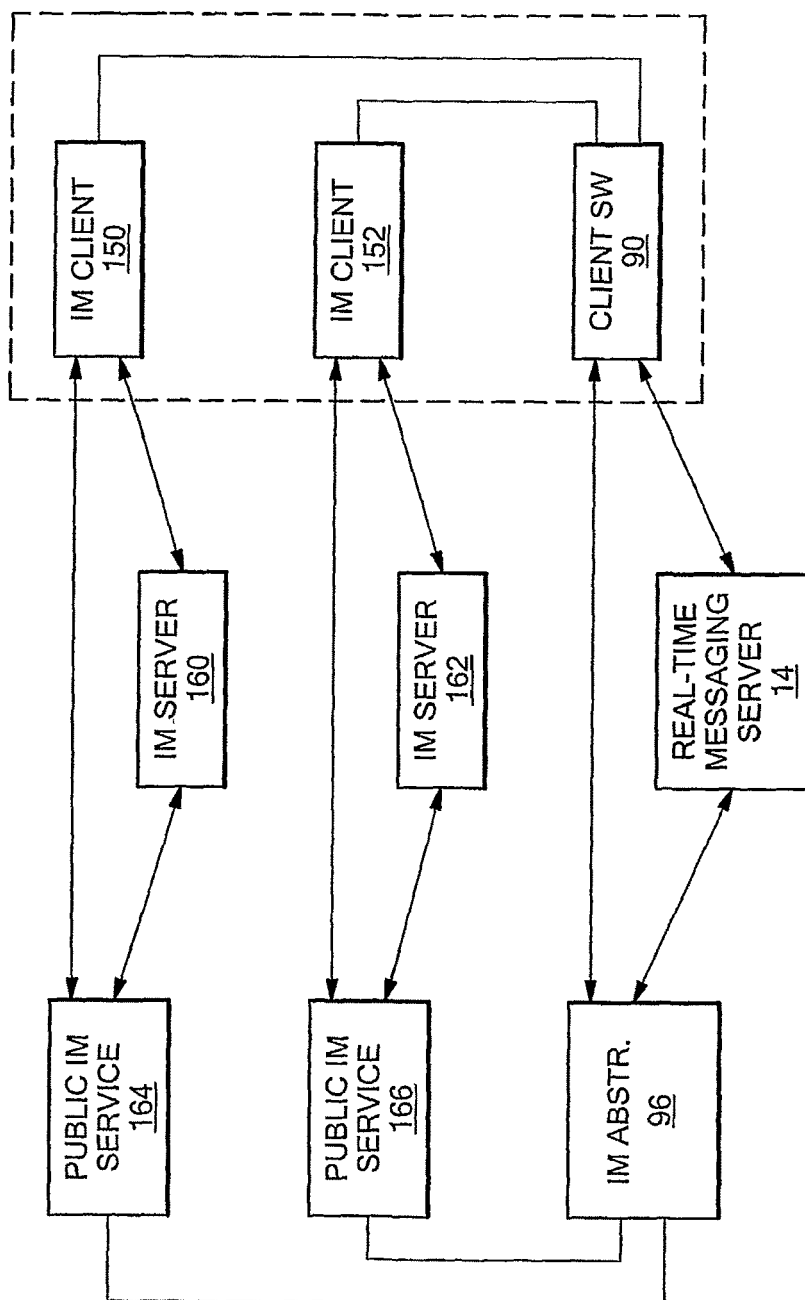 IM CLIENT
150
IM CLIENT
152
CLIENT SW
90
IM SERVER
160
IM SERVER
162
REAL-TIME
MESSAGING
SERVER
14
PUBLIC IM
SERVICE
164
PUBLIC IM
SERVICE
166
IM ABSTR.
96